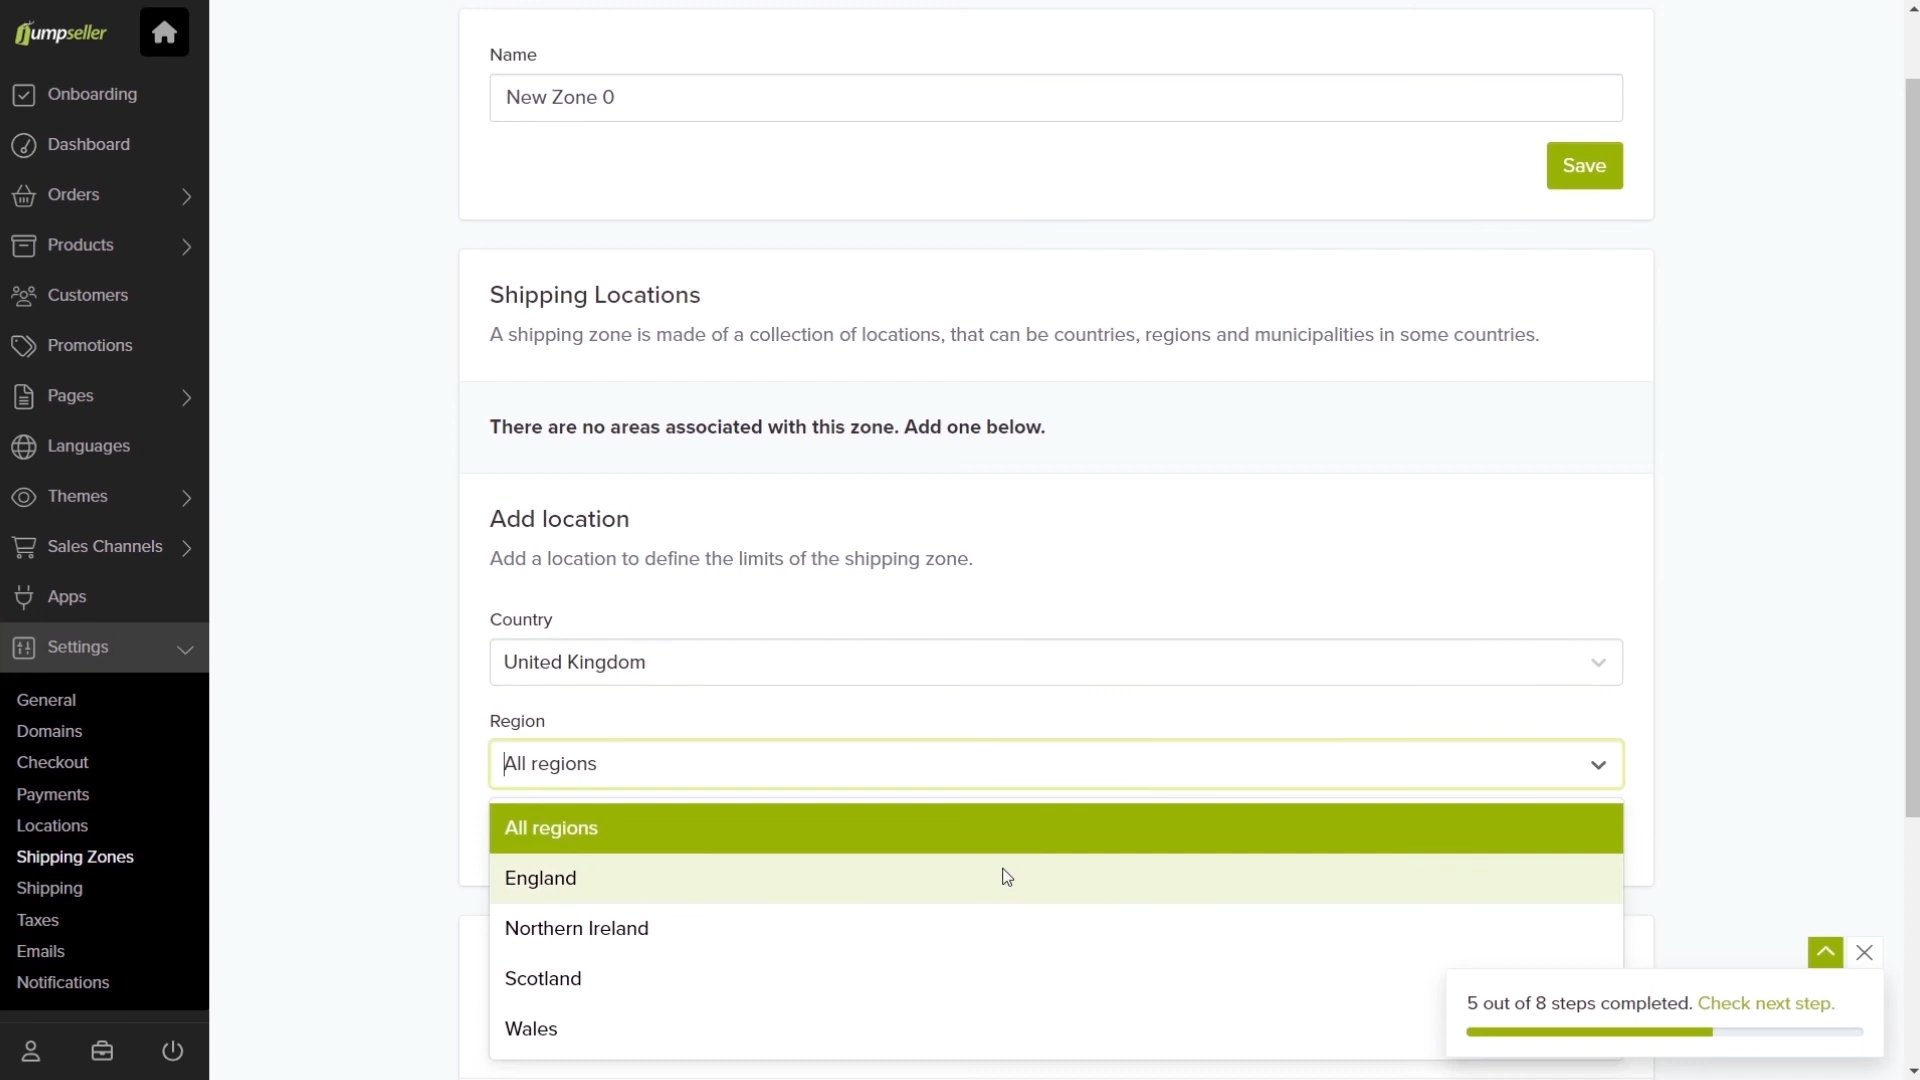 Jumpseller
Onboarding
Dashboard
Orders
Products
Customers
Promotions
Pages
Languages
Themes
Sales Channels
Apps
Settings
General
Domains
Checkout
Payments
Locations
Shipping Zones
Shipping
Taxes
Emails
Notifications
Name
New Zone 0
Save
Shipping Locations
A shipping zone is made of a collection of locations, that can be countries, regions and municipalities in some countries.
There are no areas associated with this zone. Add one below.
Add location
Add a location to define the limits of the shipping zone.
Country
United Kingdom
Region
All regions
All regions
England
Northern Ireland
Scotland
Wales
5 out of 8 steps completed. Check next step.